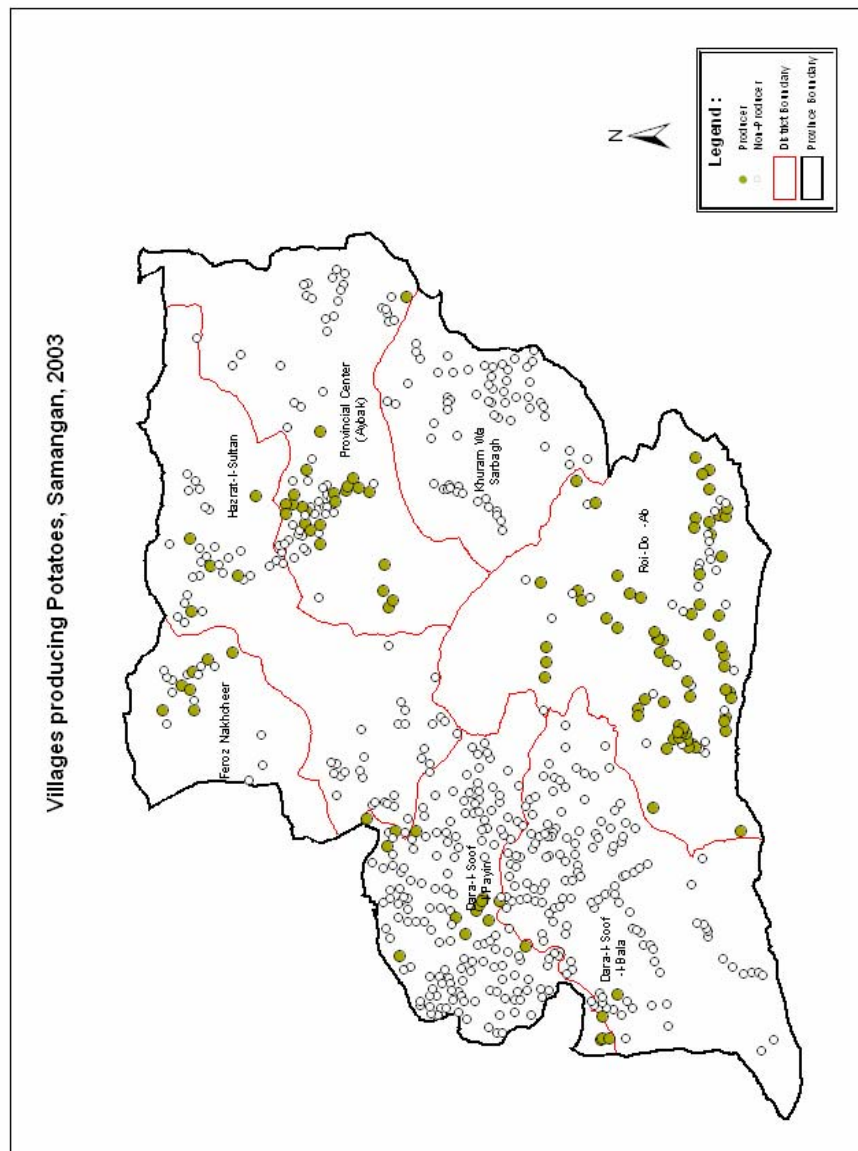 Villages producing Potatoes, Samangan, 2003
N
Legend :
Producer
Non-Producer
District Boundary
Province Boundary
Hazrat-I-Sultan
Provincial Center
(Aybak)
Feroz Nakhcheer
Khuram Wa
Sarbagh
Roi-Do -Ab
Dara-I-Soof
-I-Payin
Dara-I-Soof
-I-Bala